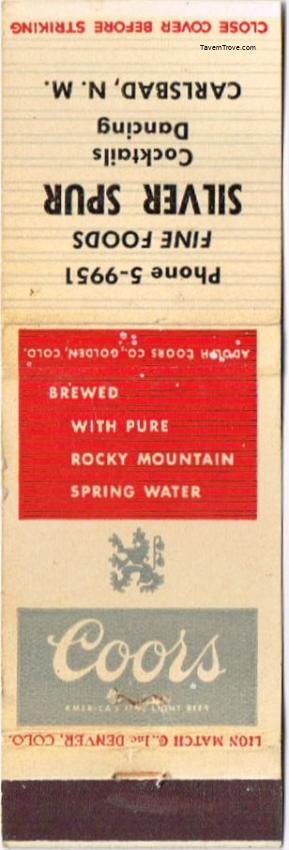 CLOSE COVER BEFORE STRIKING
TavernTrove.com
Phone 5-9951
FINE FOODS
SILVER SPUR
Cocktails
Dancing
CARLSBAD, N. M.
ADOLPH COORS CO., GOLDEN, COLO.
BREWED
WITH PURE
ROCKY MOUNTAIN
SPRING WATER
Coors
AMERICA'S FINE LIGHT BEER
LION MATCH C., Inc DENVER, COLO.